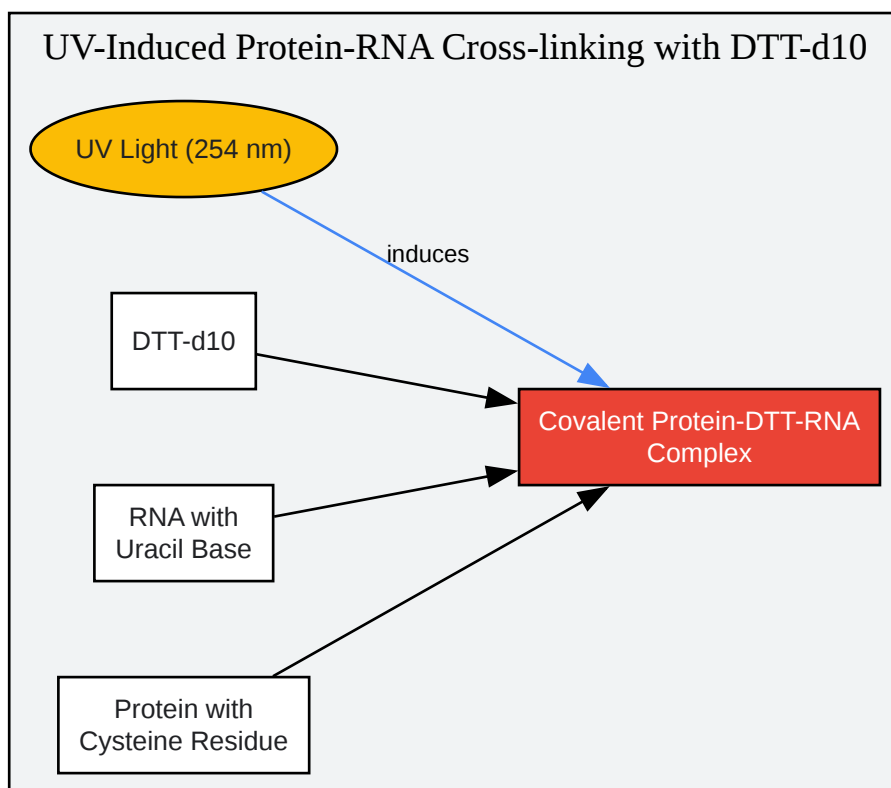 UV-Induced Protein-RNA Cross-linking with DTT-d10
UV Light (254 nm)
induces
DTT-d10
Covalent Protein-DTT-RNA
Complex
RNA with
Uracil Base
Protein with
Cysteine Residue